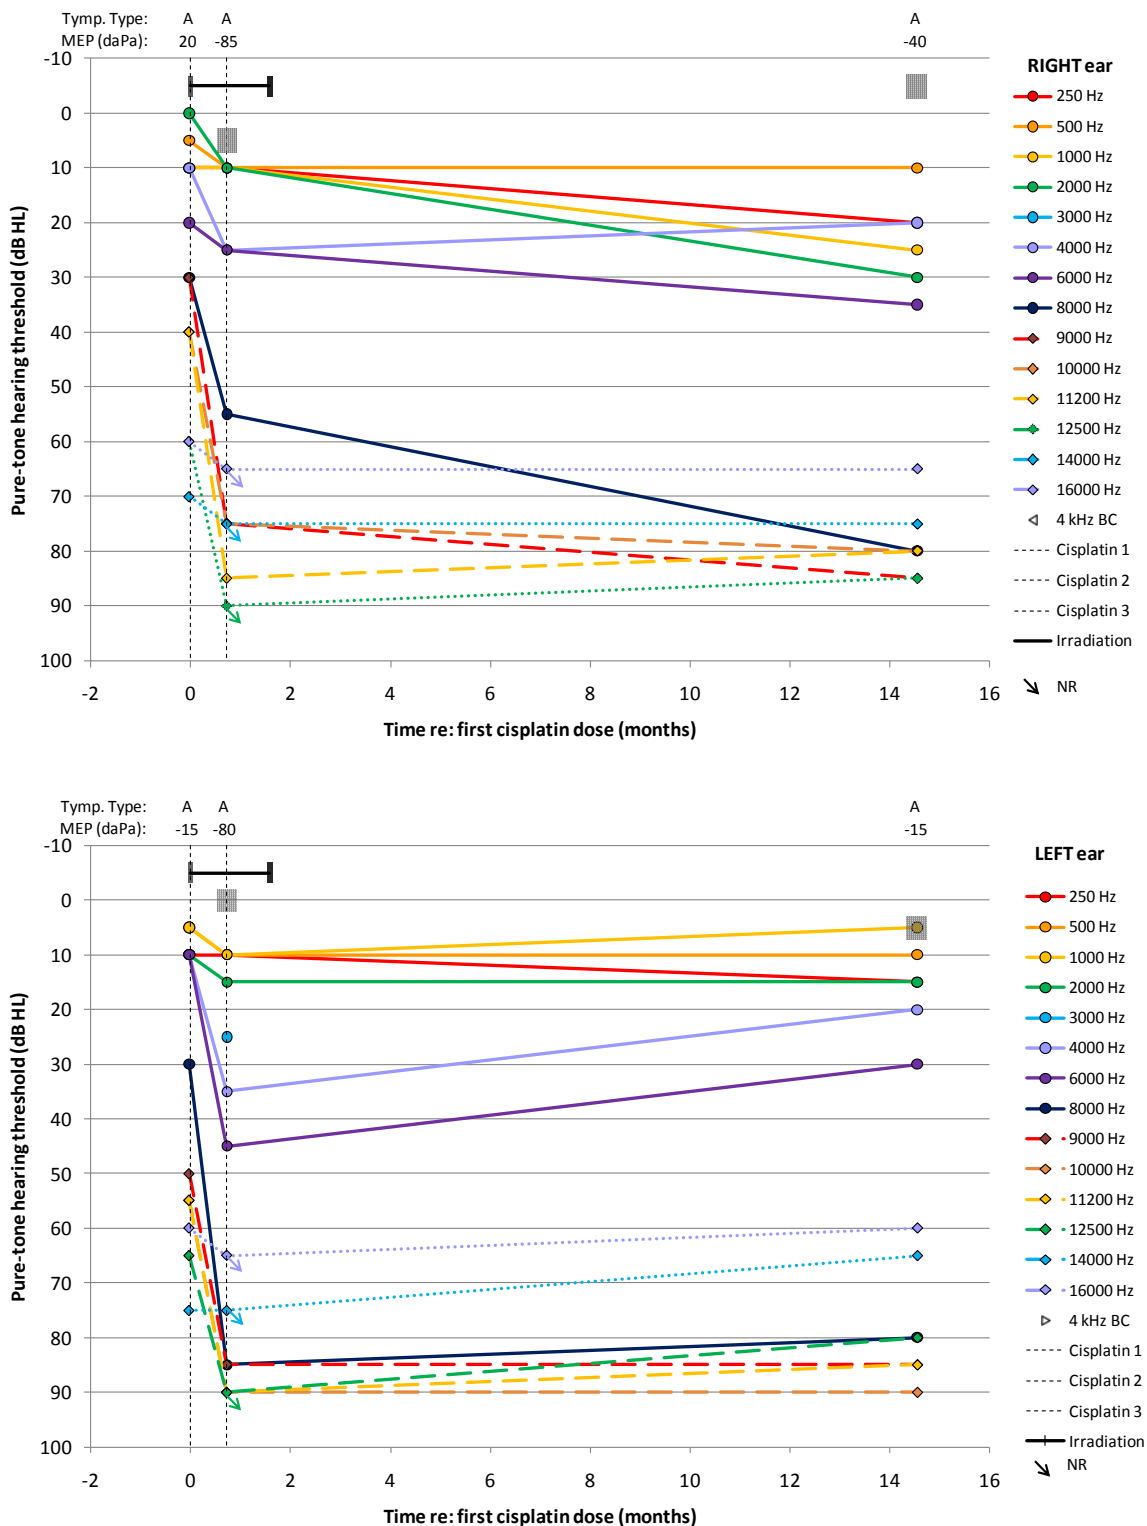 Tymp. Type: A A A
MEP (daPa): 20 -85 -40
-10
0
10
20
30
40
50
60
70
80
90
100
Pure-tone hearing threshold (dB HL)
-2 0 2 4 6 8 10 12 14 16
Time re: first cisplatin dose (months)
RIGHT ear
250 Hz
500 Hz
1000 Hz
2000 Hz
3000 Hz
4000 Hz
6000 Hz
8000 Hz
9000 Hz
10000 Hz
11200 Hz
12500 Hz
14000 Hz
16000 Hz
4 kHz BC
Cisplatin 1
Cisplatin 2
Cisplatin 3
Irradiation
NR
Tymp. Type: A A A
MEP (daPa): -15 -80 -15
-10
0
10
20
30
40
50
60
70
80
90
100
Pure-tone hearing threshold (dB HL)
-2 0 2 4 6 8 10 12 14 16
Time re: first cisplatin dose (months)
LEFT ear
250 Hz
500 Hz
1000 Hz
2000 Hz
3000 Hz
4000 Hz
6000 Hz
8000 Hz
9000 Hz
10000 Hz
11200 Hz
12500 Hz
14000 Hz
16000 Hz
4 kHz BC
Cisplatin 1
Cisplatin 2
Cisplatin 3
Irradiation
NR